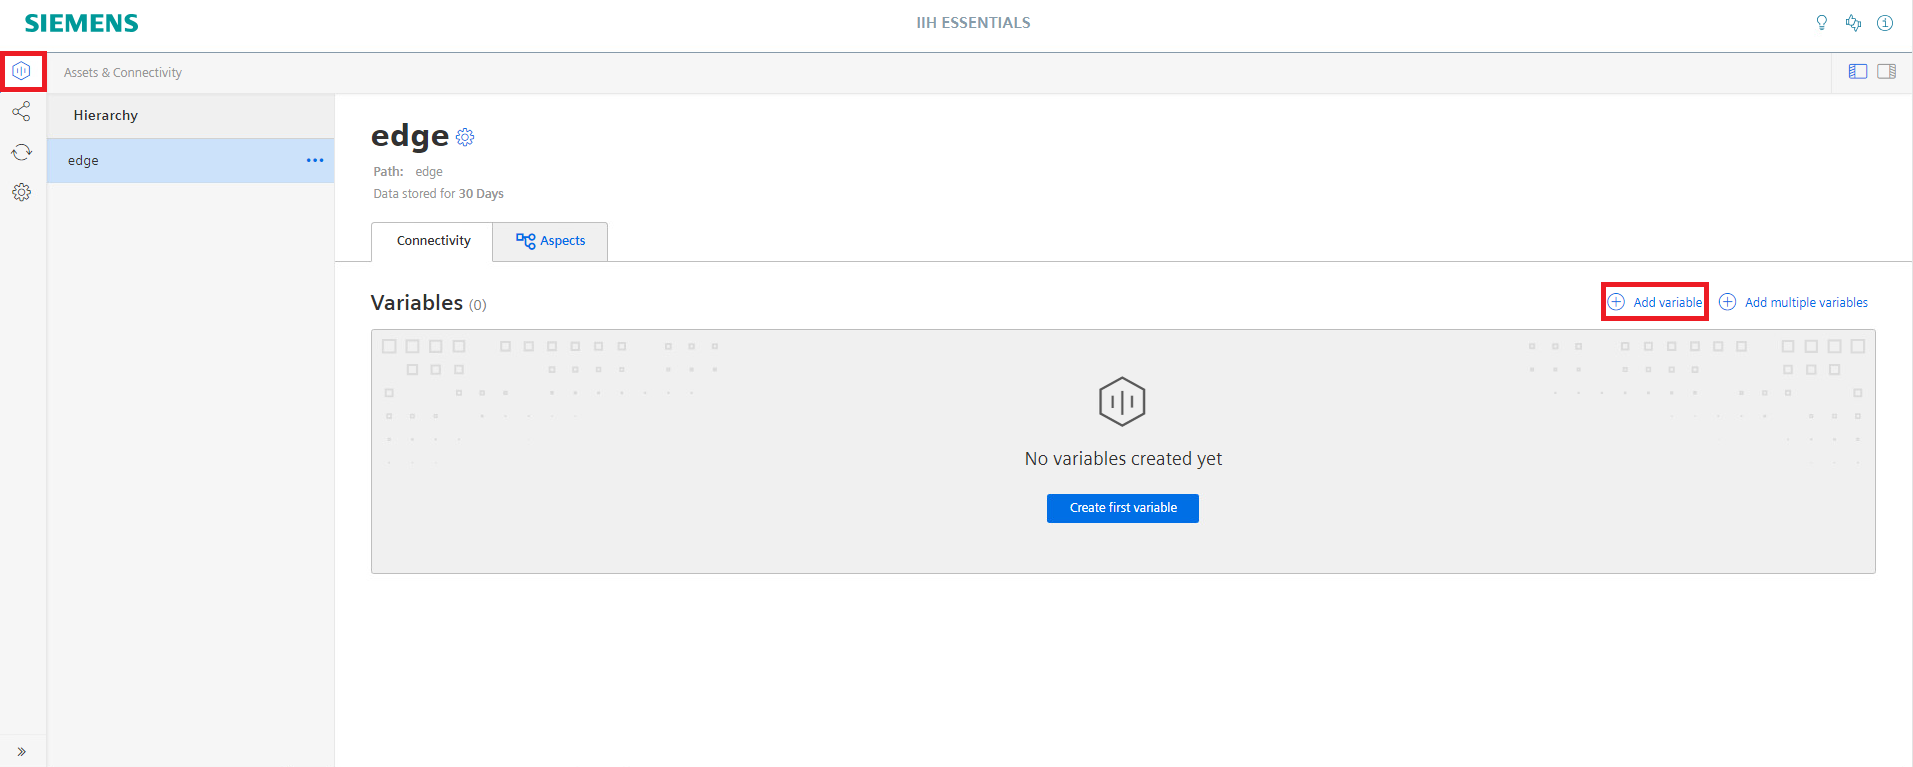 SIEMENS
IIH ESSENTIALS
Assets & Connectivity
Hierarchy
edge
edge
Path: edge
Data stored for 30 Days
Connectivity
Aspects
Variables (0)
Add variable
Add multiple variables
No variables created yet
Create first variable